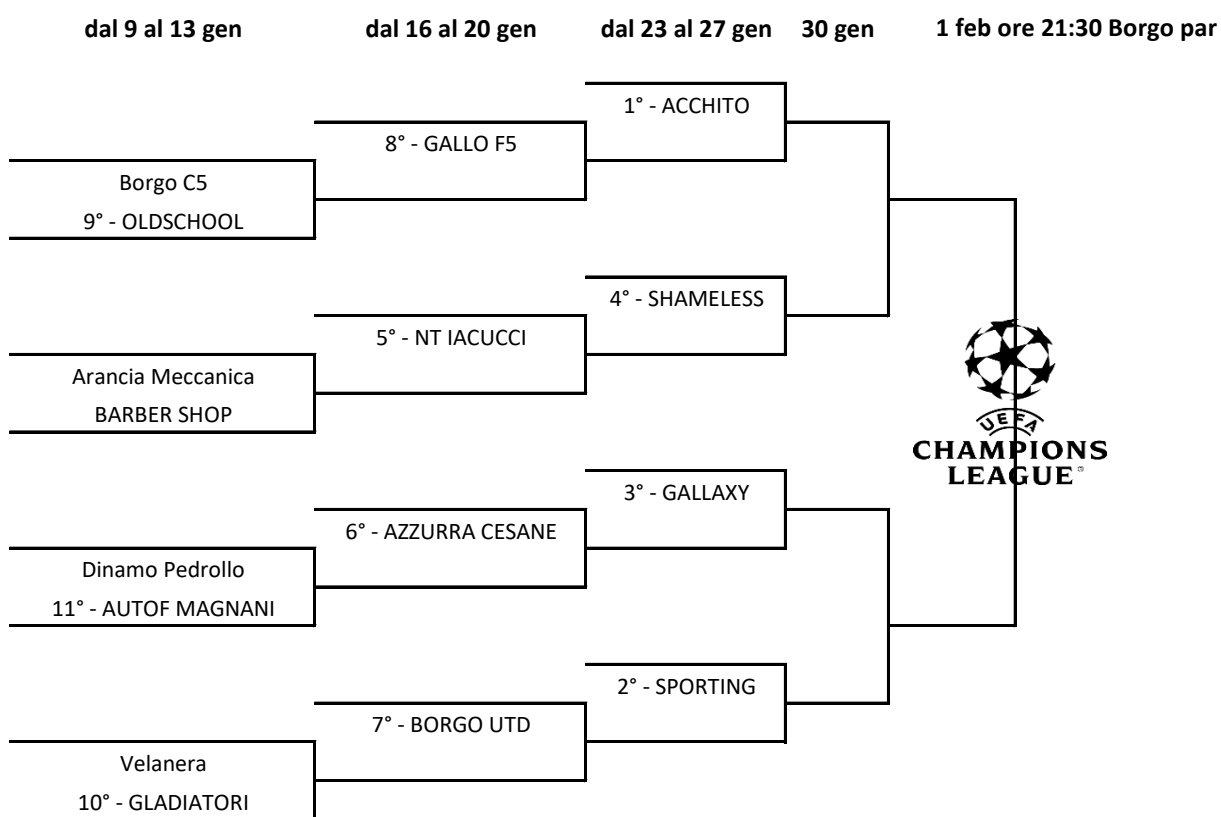 dal 9 al 13 gen dal 16 al 20 gen dal 23 al 27 gen 30 gen 1 feb ore 21:30 Borgo par
1° - ACCHITO
8° - GALLO F5
Borgo C5
9° - OLDSCHOOL
4° - SHAMELESS
5° - NT IACUCCI
Arancia Meccanica
BARBER SHOP
UEFA
CHAMPIONS
LEAGUE
3° - GALLAXY
6° - AZZURRA CESANE
Dinamo Pedrollo
11° - AUTOF MAGNANI
2° - SPORTING
7° - BORGO UTD
Velanera
10° - GLADIATORI